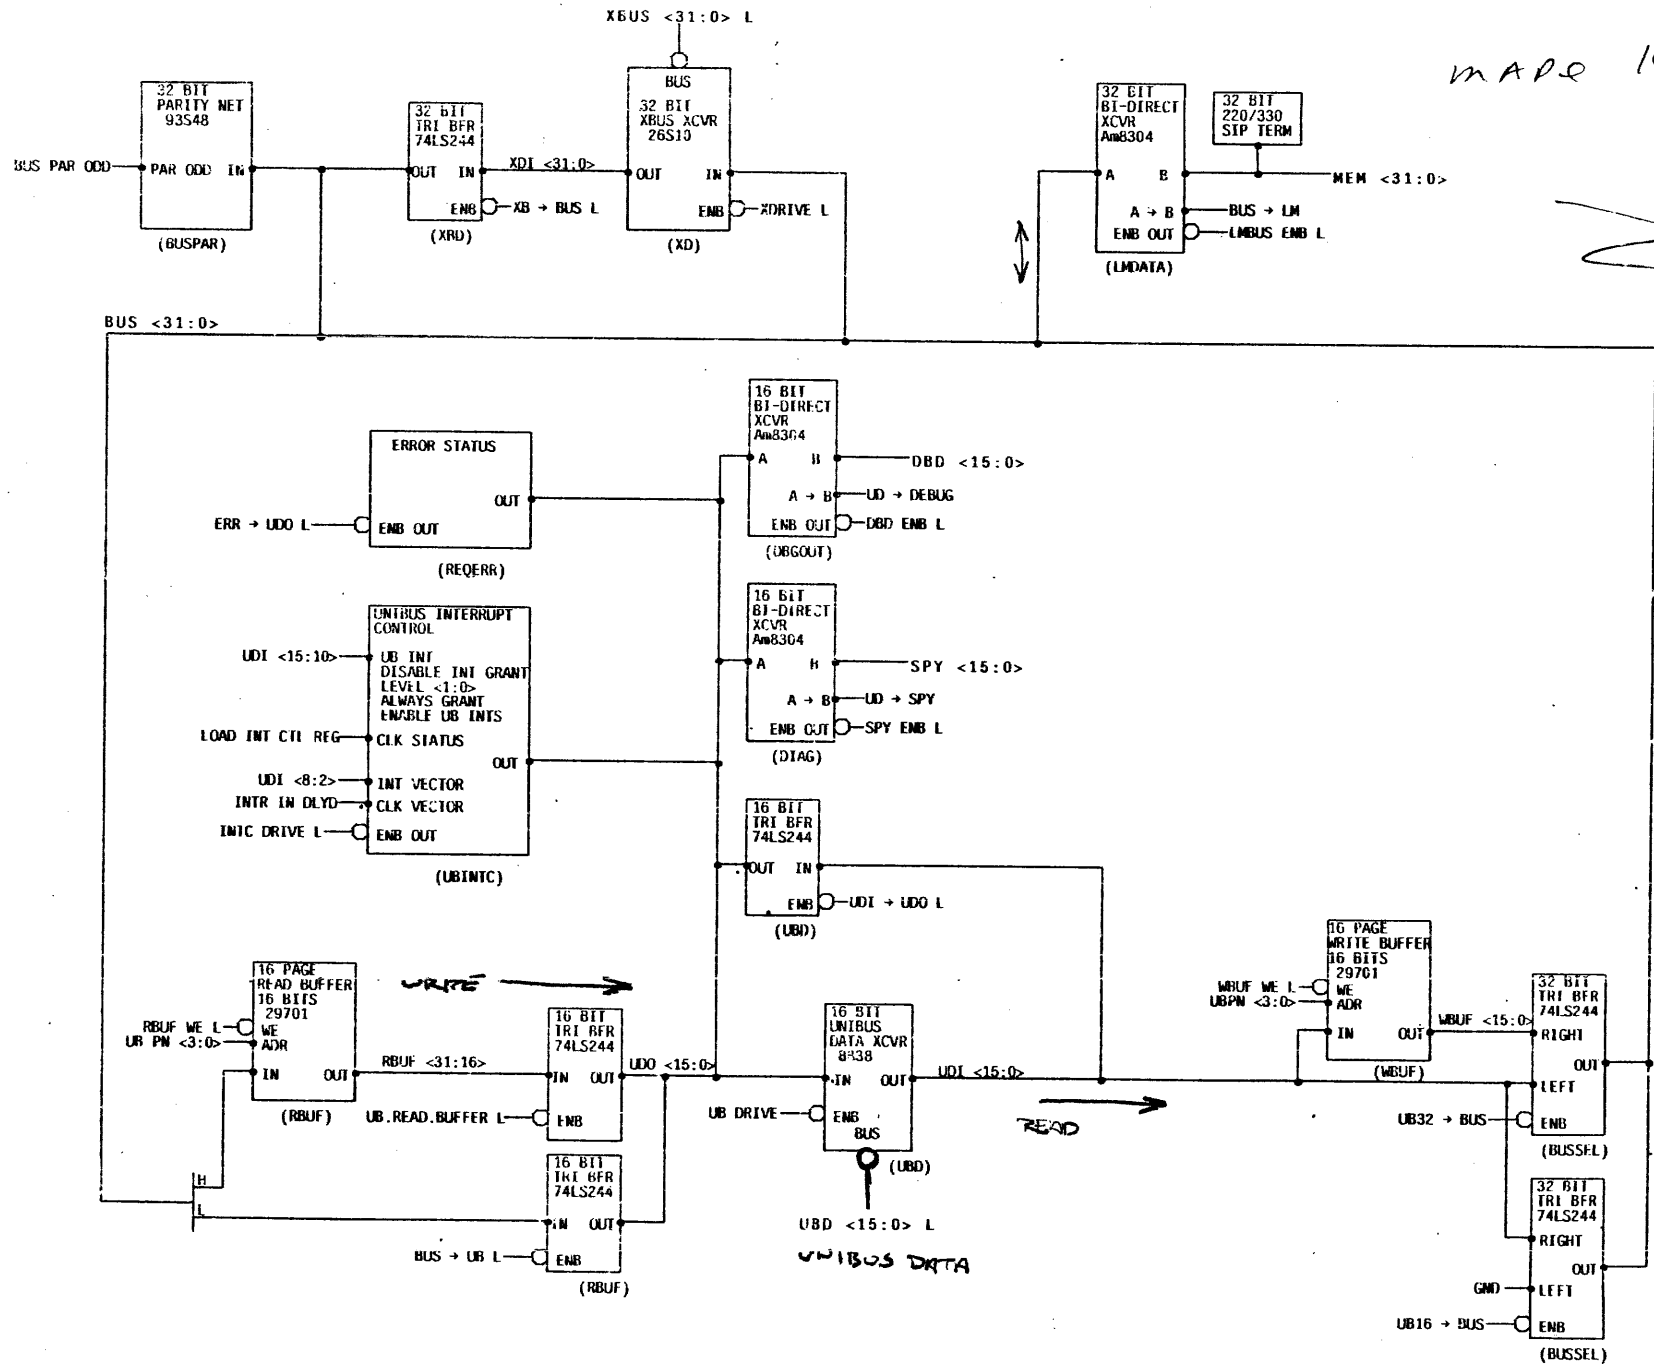 XBUS <31:0> L
32 BIT
PARITY NET
93S48
BUS PAR ODD
PAR ODD IN
(BUSPAR)
32 BIT
TRI BFR
74LS244
OUT IN
ENB
XB → BUS L
(XBD)
XDI <31:0>
BUS
32 BIT
XBUS XCVR
26S10
OUT IN
ENB
XDRIVE L
(XD)
32 BIT
BI-DIRECT
XCVR
Am8304
A B
A → B
ENB OUT
BUS → LM
LMBUS ENB L
(LMDATA)
32 BIT
220/330
SIP TERM
MEM <31:0>
BUS <31:0>
ERROR STATUS
OUT
ERR → UDO L
ENB OUT
(REQERR)
16 BIT
BI-DIRECT
XCVR
Am8304
A B
DBD <15:0>
A → B
UD → DEBUG
ENB OUT
DBD ENB L
(DBGOUT)
UNIBUS INTERRUPT
CONTROL
UDI <15:10>
UB INT
DISABLE INT GRANT
LEVEL <1:0>
ALWAYS GRANT
ENABLE UB INTS
LOAD INT CTL REG
CLK STATUS
OUT
UDI <8:2>
INT VECTOR
INTR IN DLYD
CLK VECTOR
INTC DRIVE L
ENB OUT
(UBINTC)
16 BIT
BI-DIRECT
XCVR
Am8304
A B
SPY <15:0>
A → B
UD → SPY
ENB OUT
SPY ENB L
(DIAG)
16 BIT
TRI BFR
74LS244
OUT IN
ENB
UDI → UDO L
(UBD)
16 PAGE
READ BUFFER
16 BITS
29701
RBUF WE L
WE
UB PN <3:0>
ADR
IN OUT
(RBUF)
RBUF <31:16>
WRITE
16 BIT
TRI BFR
74LS244
IN OUT
UB.READ.BUFFER L
ENB
UDO <15:0>
16 BIT
TRI BFR
74LS244
IN OUT
BUS → UB L
ENB
(RBUF)
H
L
16 BIT
UNIBUS
DATA XCVR
8838
IN OUT
UB DRIVE
ENB
BUS
(UBD)
UBD <15:0> L
UNIBUS DATA
UDI <15:0>
READ
16 PAGE
WRITE BUFFER
16 BITS
29701
WBUF WE L
WE
UBPN <3:0>
ADR
IN
OUT
(WBUF)
WBUF <15:0>
32 BIT
TRI BFR
74LS244
RIGHT
OUT
LEFT
UB32 → BUS
ENB
(BUSSEL)
32 BIT
TRI BFR
74LS244
RIGHT
OUT
GND
LEFT
UB16 → BUS
ENB
(BUSSEL)